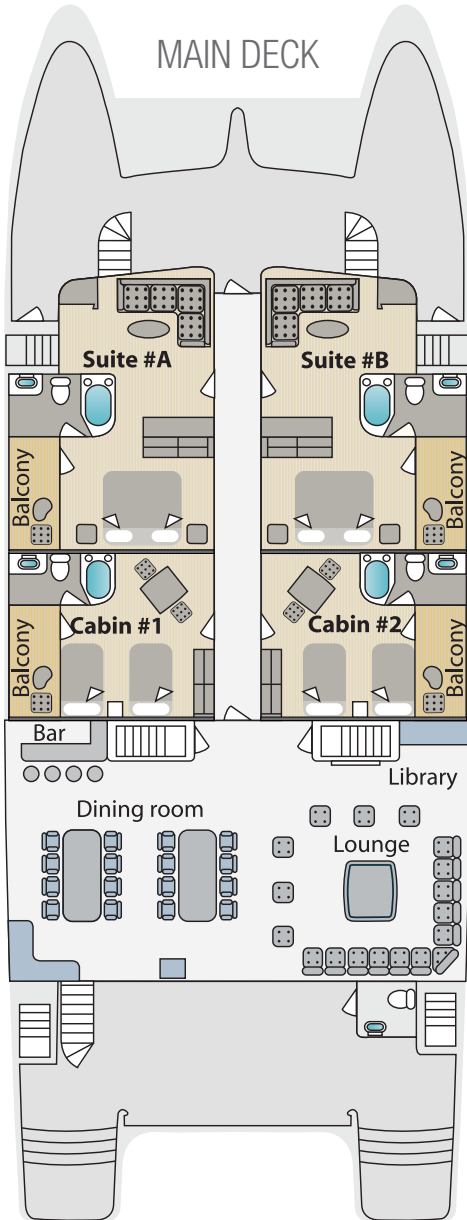 MAIN DECK
Suite #A
Suite #B
Balcony
Balcony
Cabin #1
Cabin #2
Balcony
Balcony
Bar
Library
Dining room
Lounge